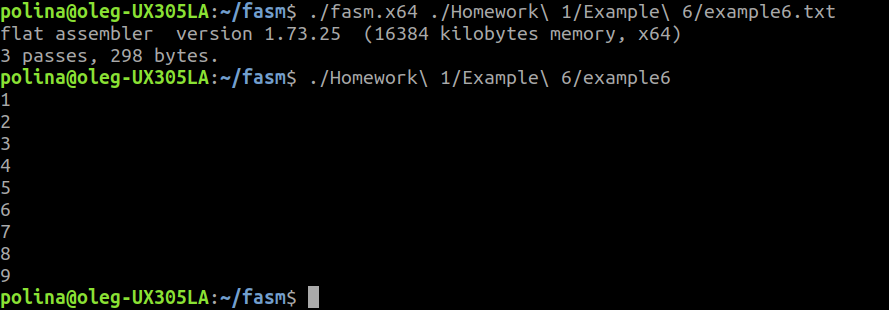 polina@oleg-UX305LA:~/fasm$ ./fasm.x64 ./Homework\ 1/Example\ 6/example6.txt
flat assembler  version 1.73.25  (16384 kilobytes memory, x64)
3 passes, 298 bytes.
polina@oleg-UX305LA:~/fasm$ ./Homework\ 1/Example\ 6/example6
1
2
3
4
5
6
7
8
9
polina@oleg-UX305LA:~/fasm$